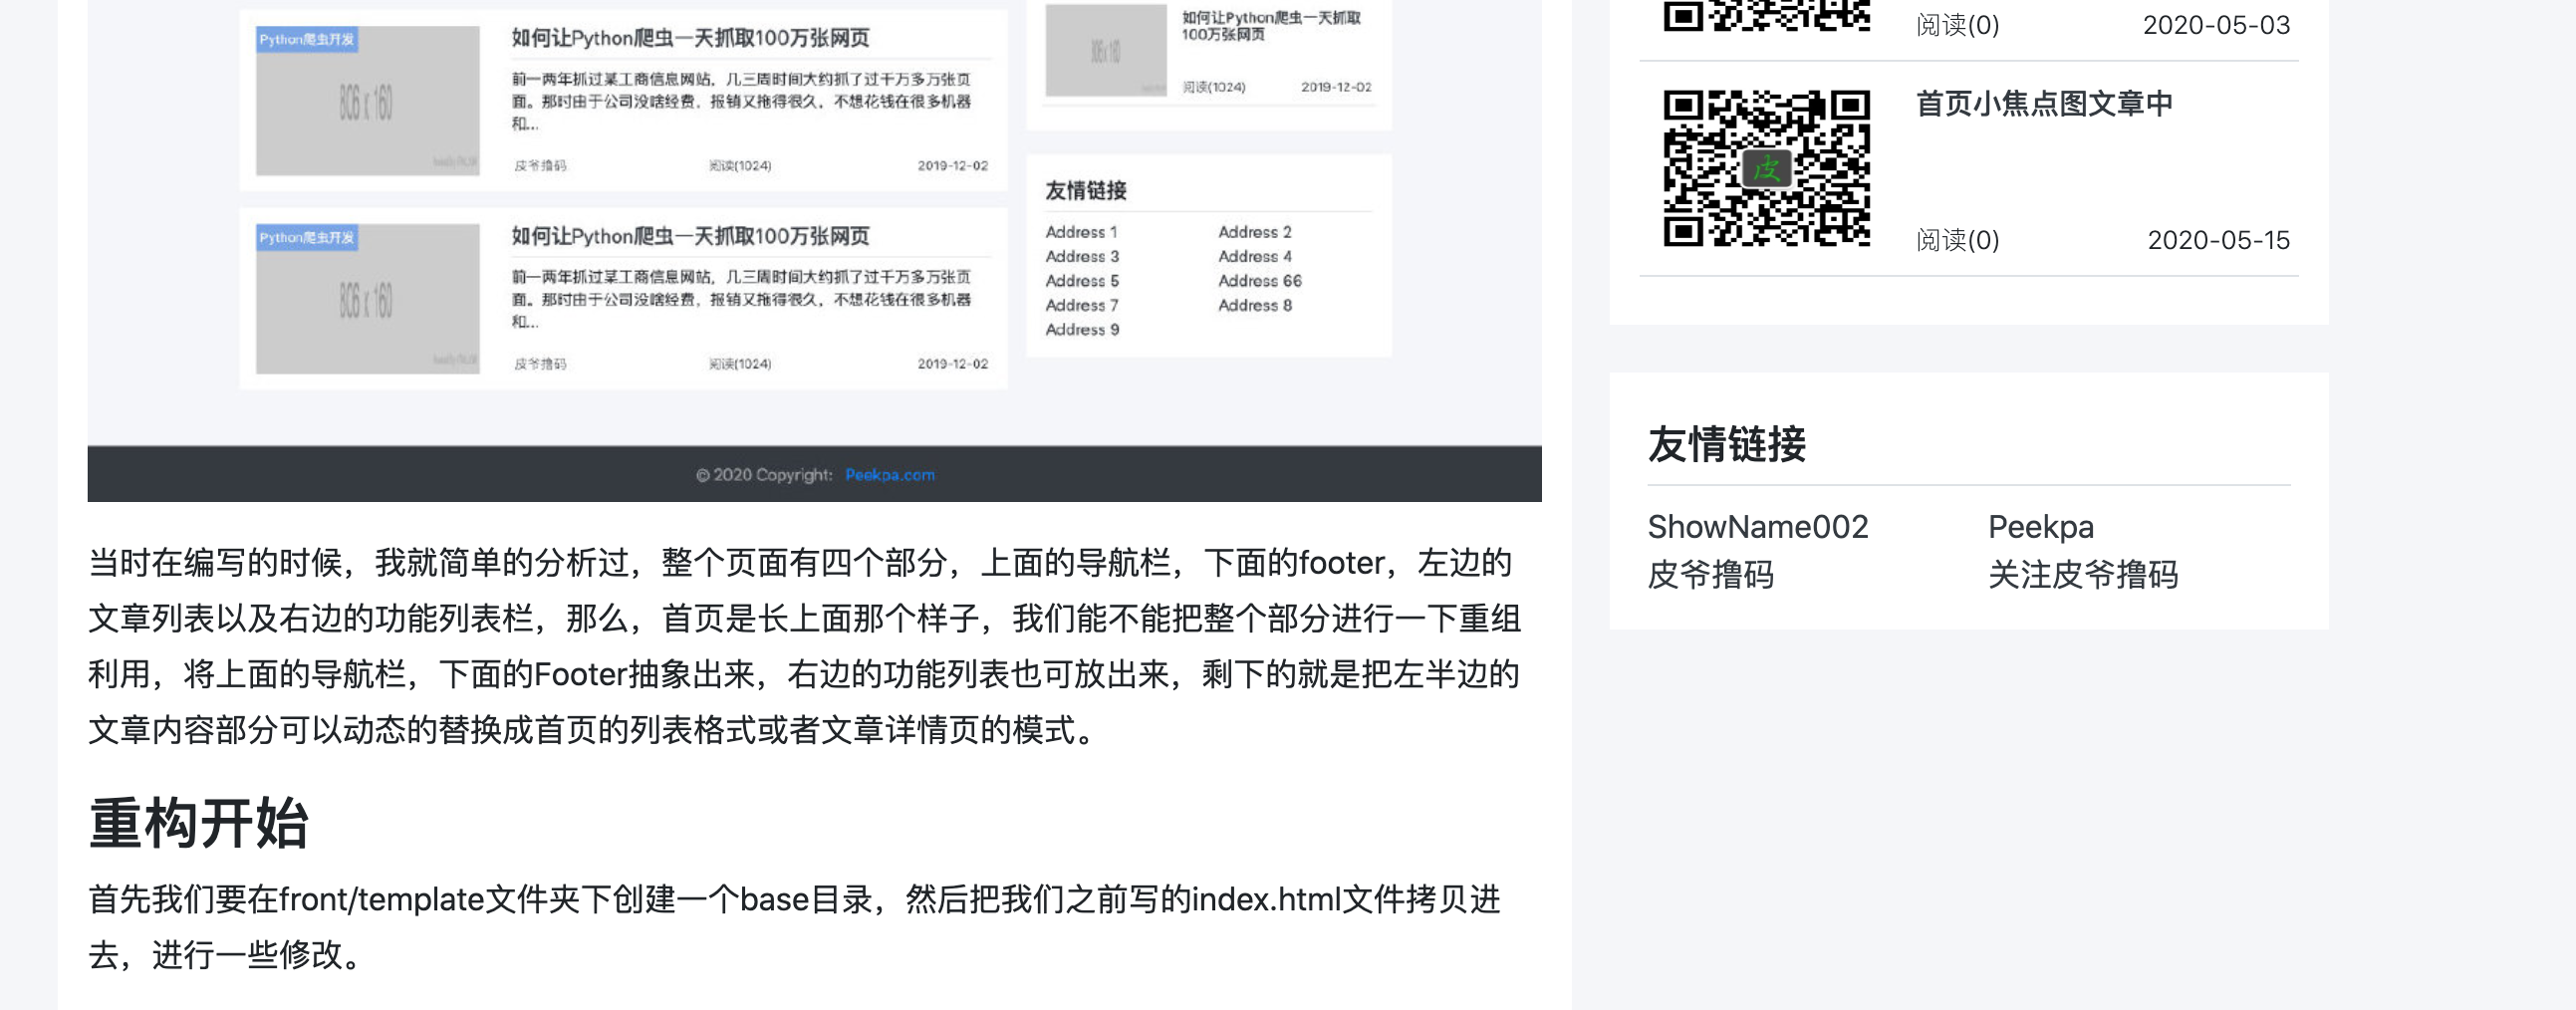 Python爬虫开发
806 x 160
如何让Python爬虫一天抓取100万张网页
前一两年抓过某工商信息网站，几三周时间大约抓了过千万多万张页
面。那时由于公司没啥经费，报销又拖得很久，不想花钱在很多机器
和...
皮爷撸码 阅读(1024) 2019-12-02
Python爬虫开发
806 x 160
如何让Python爬虫一天抓取100万张网页
前一两年抓过某工商信息网站，几三周时间大约抓了过千万多万张页
面。那时由于公司没啥经费，报销又拖得很久，不想花钱在很多机器
和...
皮爷撸码 阅读(1024) 2019-12-02
806 x 160
如何让Python爬虫一天抓取
100万张网页
阅读(1024) 2019-12-02
友情链接
Address 1 Address 2
Address 3 Address 4
Address 5 Address 66
Address 7 Address 8
Address 9
© 2020 Copyright: Peekpa.com
当时在编写的时候，我就简单的分析过，整个页面有四个部分，上面的导航栏，下面的footer，左边的
文章列表以及右边的功能列表栏，那么，首页是长上面那个样子，我们能不能把整个部分进行一下重组
利用，将上面的导航栏，下面的Footer抽象出来，右边的功能列表也可放出来，剩下的就是把左半边的
文章内容部分可以动态的替换成首页的列表格式或者文章详情页的模式。
重构开始
首先我们要在front/template文件夹下创建一个base目录，然后把我们之前写的index.html文件拷贝进
去，进行一些修改。
阅读(0) 2020-05-03
皮
首页小焦点图文章中
阅读(0) 2020-05-15
友情链接
ShowName002 Peekpa
皮爷撸码 关注皮爷撸码